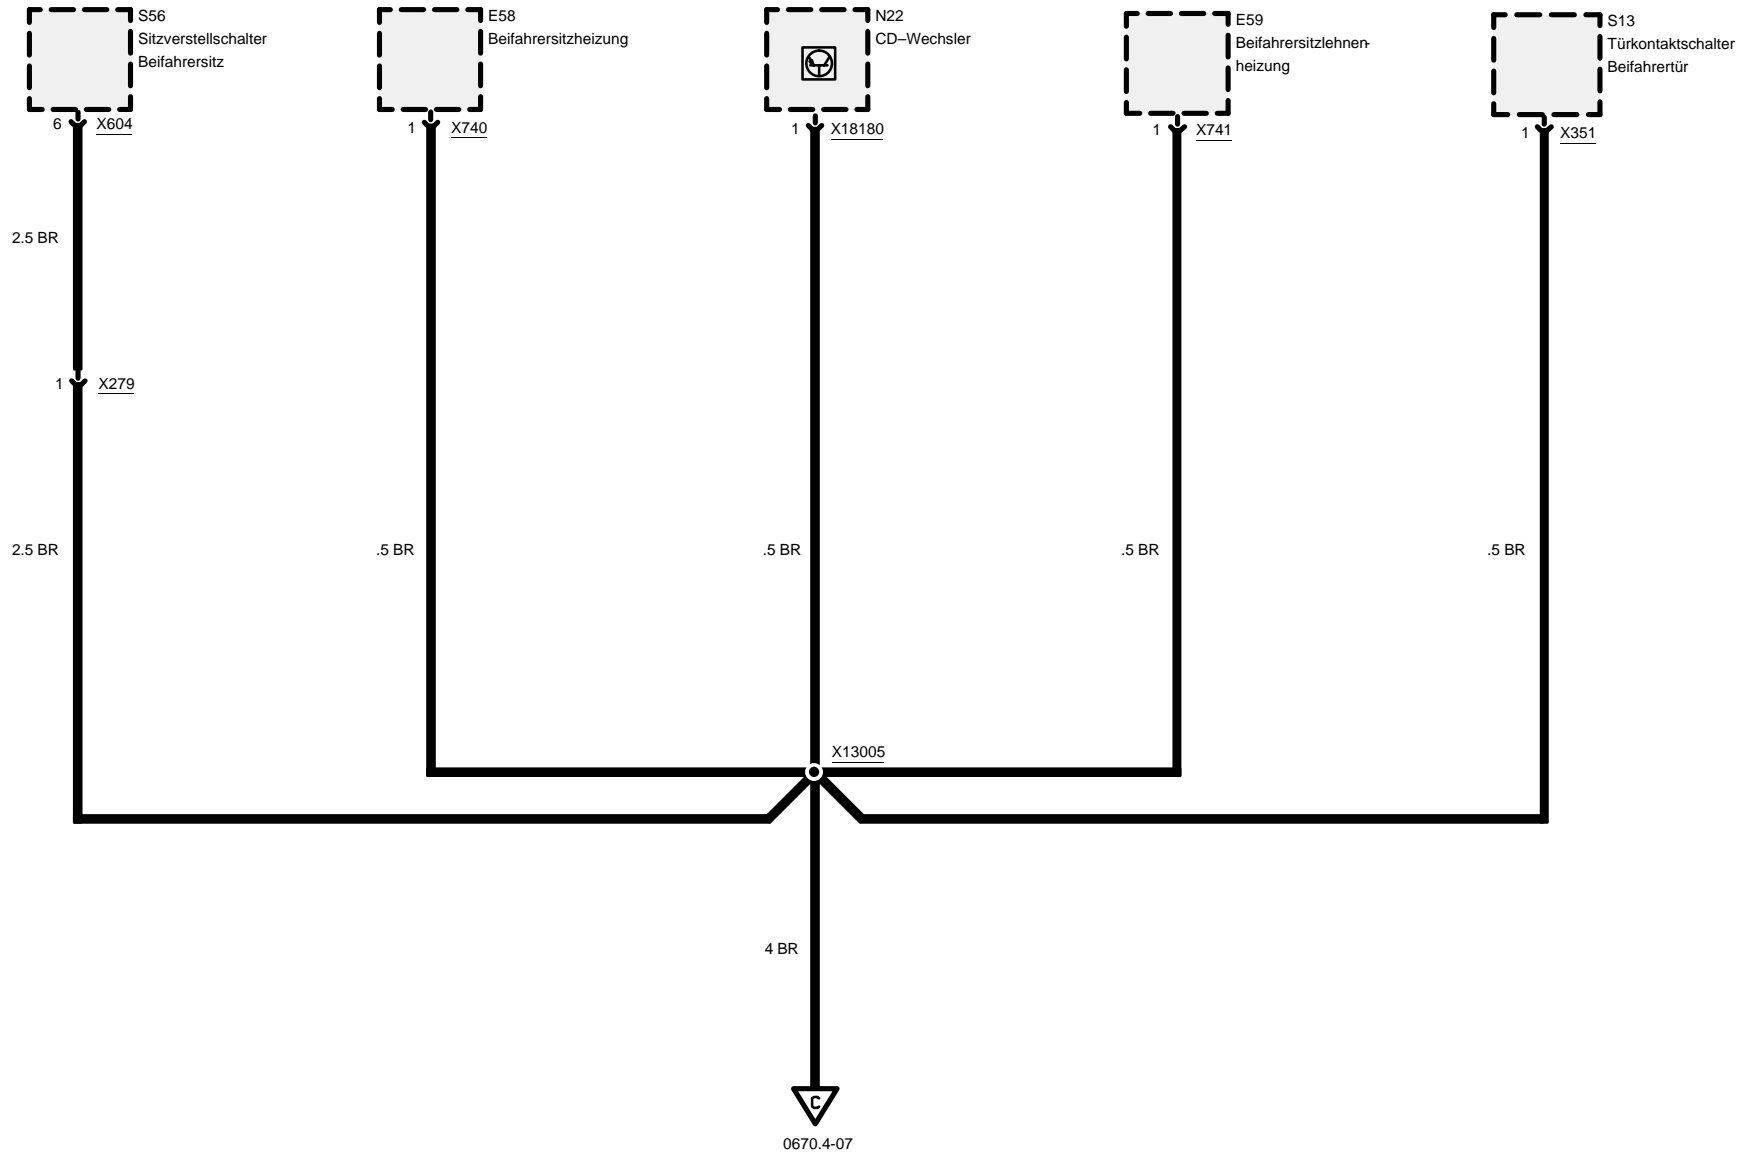 S56
Sitzverstellschalter
Beifahrersitz
E58
Beifahrersitzheizung
N22
CD–Wechsler
E59
Beifahrersitzlehnen-
heizung
S13
Türkontaktschalter
Beifahrertür
6 X604
1 X740
1 X18180
1 X741
1 X351
2.5 BR
1 X279
2.5 BR
.5 BR
.5 BR
.5 BR
.5 BR
X13005
4 BR
C
0670.4-07